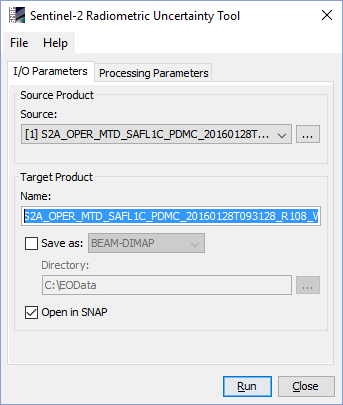 Sentinel-2 Radiometric Uncertainty Tool
File Help
I/O Parameters Processing Parameters
Source Product
Source:
[1] S2A_OPER_MTD_SAFL1C_PDMC_20160128T... ...
Target Product
Name:
S2A_OPER_MTD_SAFL1C_PDMC_20160128T093128_R108_V
Save as: BEAM-DIMAP
Directory:
C:\EOData ...
Open in SNAP
Run Close